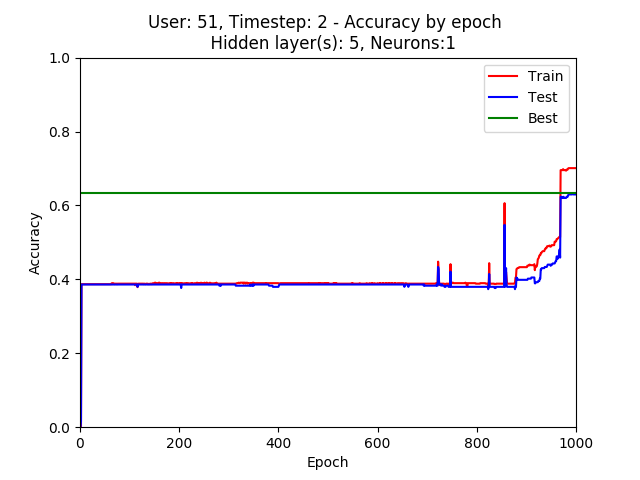 User: 51, Timestep: 2 - Accuracy by epoch
Hidden layer(s): 5, Neurons:1
1.0
Train
Test
Best
0.8
0.6
Accuracy
0.4
0.2
0.0
0 200 400 600 800 1000
Epoch